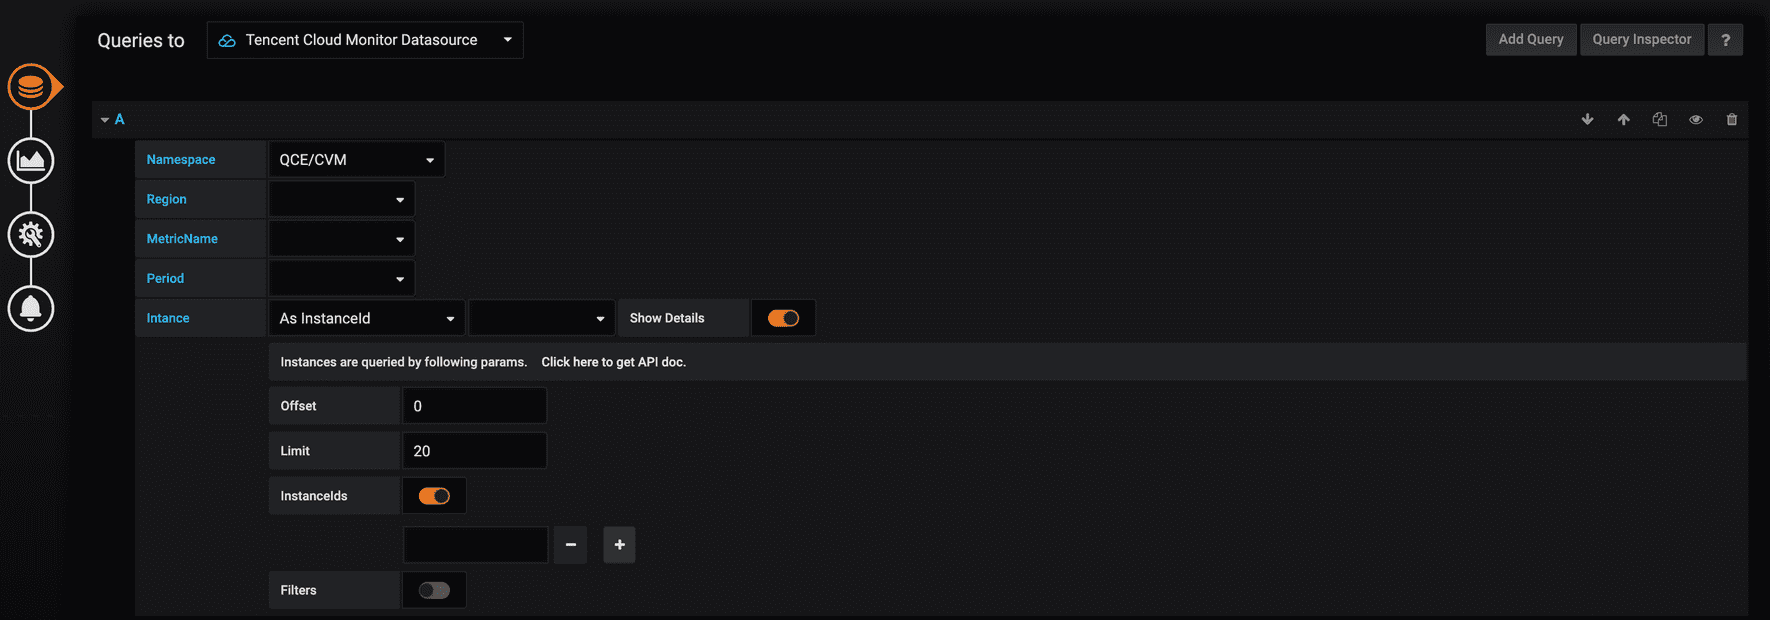 Queries to Tencent Cloud Monitor Datasource Add Query Query Inspector ?
A
Namespace QCE/CVM
Region
MetricName
Period
Intance As InstanceId Show Details
Instances are queried by following params. Click here to get API doc.
Offset 0
Limit 20
InstanceIds
Filters